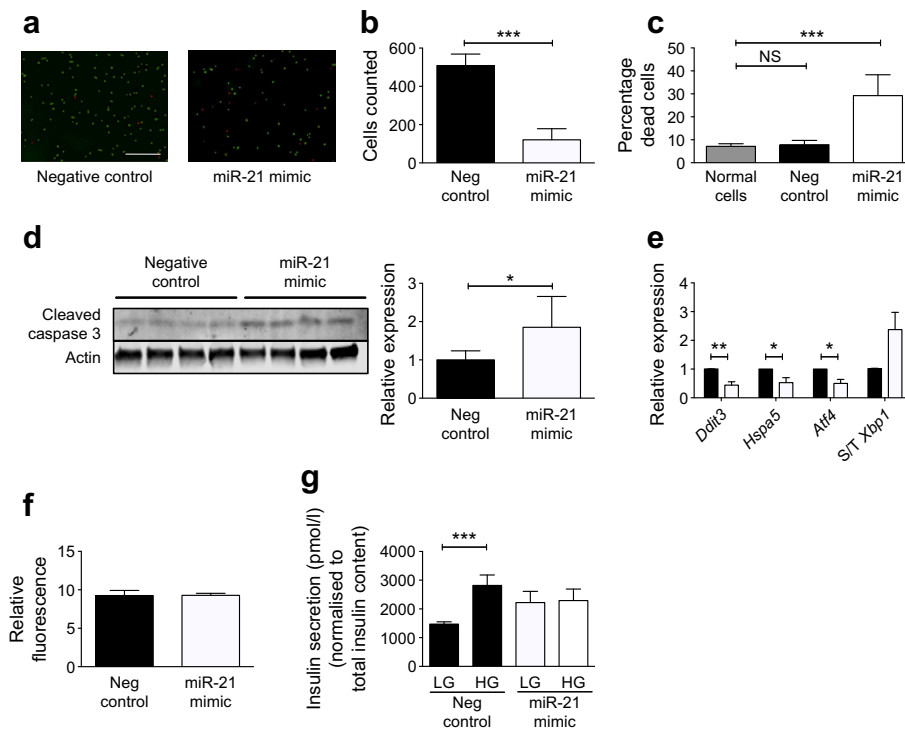 a
Negative control
miR-21 mimic
b
Cells counted
600
400
200
0
***
Neg
control
miR-21
mimic
c
Percentage
dead cells
50
40
30
20
10
0
***
NS
Normal
cells
Neg
control
miR-21
mimic
d
Negative
control
miR-21
mimic
Cleaved
caspase 3
Actin
Relative expression
3
2
1
0
*
Neg
control
miR-21
mimic
e
Relative expression
4
3
2
1
0
**
*
*
Ddit3
Hspa5
Atf4
S/T Xbp1
f
Relative
fluorescence
15
10
5
0
Neg
control
miR-21
mimic
g
Insulin secretion (pmol/l)
(normalised to
total insulin content)
4000
3000
2000
1000
0
***
LG HG LG HG
Neg
control
miR-21
mimic